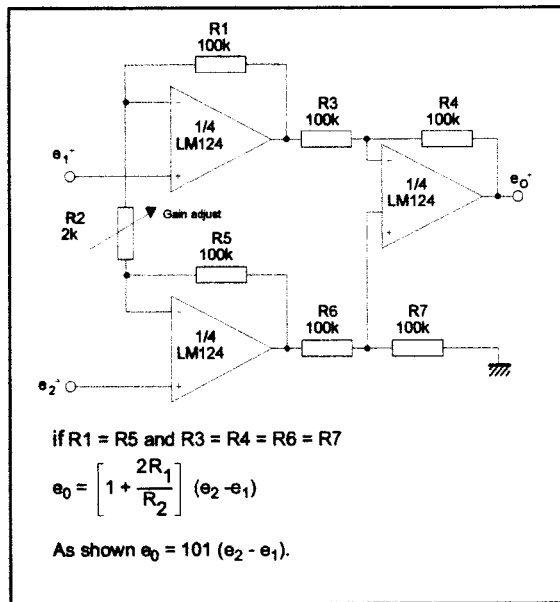 R1
100k
R3
100k
R4
100k
-
1/4
LM124
+
e1+
-
1/4
LM124
+
eO+
R2
2k
Gain adjust
R5
100k
R6
100k
R7
100k
-
1/4
LM124
+
e2+
if R1 = R5 and R3 = R4 = R6 = R7
e0 = [1 + 2R1/R2] (e2 -e1)
As shown e0 = 101 (e2 - e1).